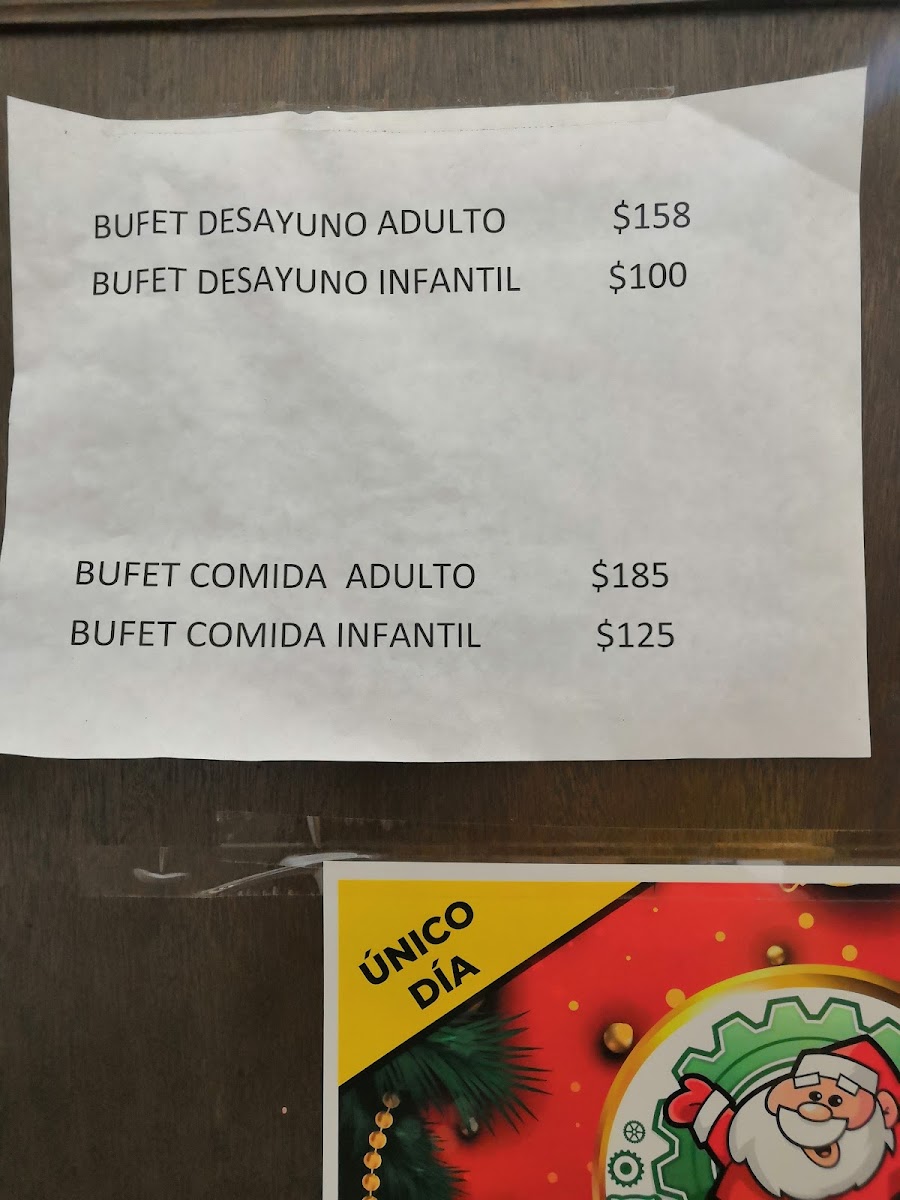 BUFET DESAYUNO ADULTO $158
BUFET DESAYUNO INFANTIL $100
BUFET COMIDA ADULTO $185
BUFET COMIDA INFANTIL $125
ÚNICO
DÍA